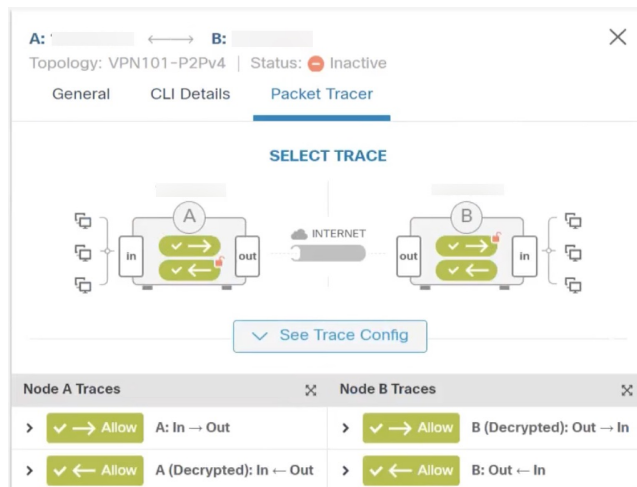 A: ⟷ B:
Topology: VPN101-P2Pv4 | Status: Inactive
General CLI Details Packet Tracer
SELECT TRACE
A B
INTERNET
in out out in
See Trace Config
Node A Traces Node B Traces
Allow A: In → Out Allow B (Decrypted): Out → In
Allow A (Decrypted): In ← Out Allow B: Out ← In